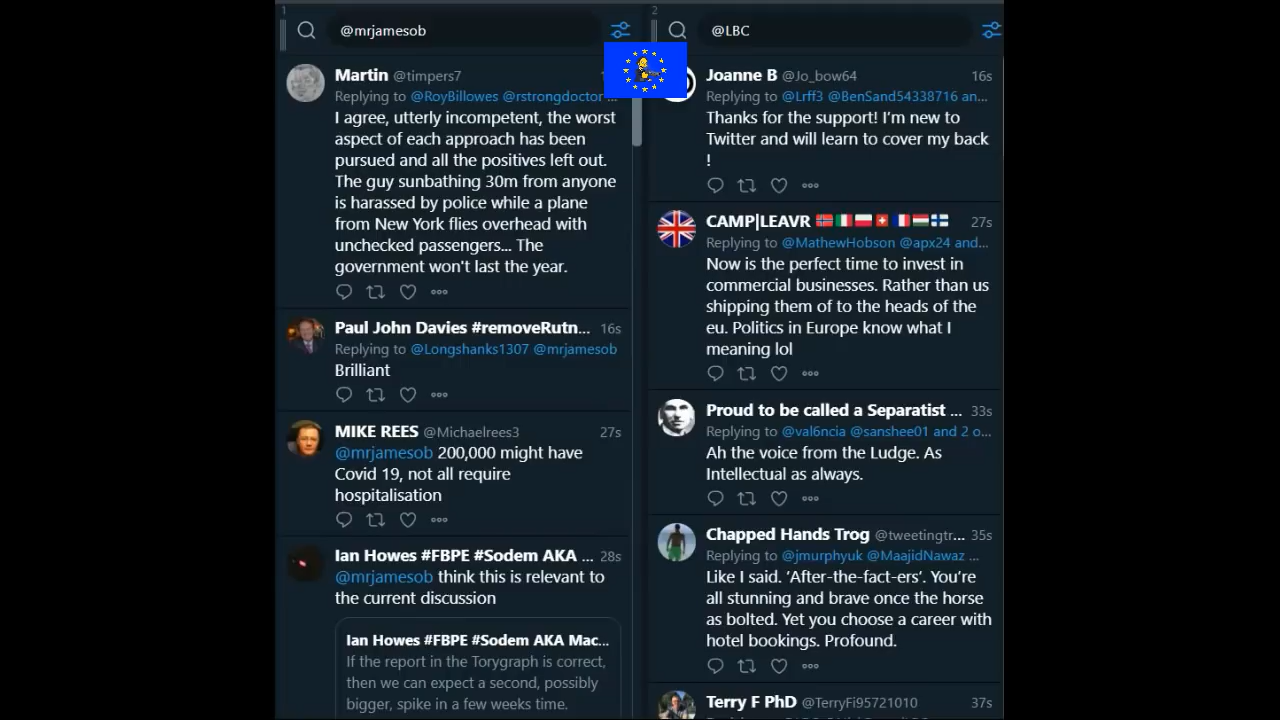 1
@mrjamesob
Martin @timpers7
Replying to @RoyBillowes @rstrongdoctor ...
I agree, utterly incompetent, the worst
aspect of each approach has been
pursued and all the positives left out.
The guy sunbathing 30m from anyone
is harassed by police while a plane
from New York flies overhead with
unchecked passengers... The
government won't last the year.
Paul John Davies #removeRutn... 16s
Replying to @Longshanks1307 @mrjamesob
Brilliant
MIKE REES @Michaelrees3 27s
@mrjamesob 200,000 might have
Covid 19, not all require
hospitalisation
Ian Howes #FBPE #Sodem AKA ... 28s
@mrjamesob think this is relevant to
the current discussion
Ian Howes #FBPE #Sodem AKA Mac...
If the report in the Torygraph is correct,
then we can expect a second, possibly
bigger, spike in a few weeks time.
2
@LBC
Joanne B @Jo_bow64 16s
Replying to @Lrff3 @BenSand54338716 an...
Thanks for the support! I'm new to
Twitter and will learn to cover my back
!
CAMP|LEAVR 27s
Replying to @MathewHobson @apx24 and...
Now is the perfect time to invest in
commercial businesses. Rather than us
shipping them of to the heads of the
eu. Politics in Europe know what I
meaning lol
Proud to be called a Separatist ... 33s
Replying to @val6ncia @sanshee01 and 2 o...
Ah the voice from the Ludge. As
Intellectual as always.
Chapped Hands Trog @tweetingtr... 35s
Replying to @jmurphyuk @MaajidNawaz ...
Like I said. 'After-the-fact-ers'. You're
all stunning and brave once the horse
as bolted. Yet you choose a career with
hotel bookings. Profound.
Terry F PhD @TerryFi95721010 37s